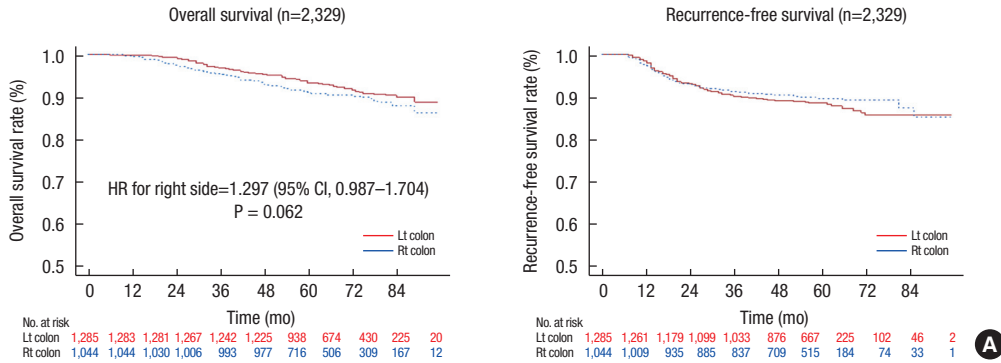 Overall survival (n=2,329)
Overall survival rate (%)
1.0
0.9
0.8
0.7
0.6
0.5
HR for right side=1.297 (95% CI, 0.987–1.704)
P = 0.062
Lt colon
Rt colon
0 12 24 36 48 60 72 84
Time (mo)
No. at risk
Lt colon 1,285 1,283 1,281 1,267 1,242 1,225 938 674 430 225 20
Rt colon 1,044 1,044 1,030 1,006 993 977 716 506 309 167 12
Recurrence-free survival (n=2,329)
Recurrence-free survival rate (%)
1.0
0.9
0.8
0.7
0.6
0.5
Lt colon
Rt colon
0 12 24 36 48 60 72 84
Time (mo)
No. at risk
Lt colon 1,285 1,261 1,179 1,099 1,033 876 667 225 102 46 2
Rt colon 1,044 1,009 935 885 837 709 515 184 74 33 1
A